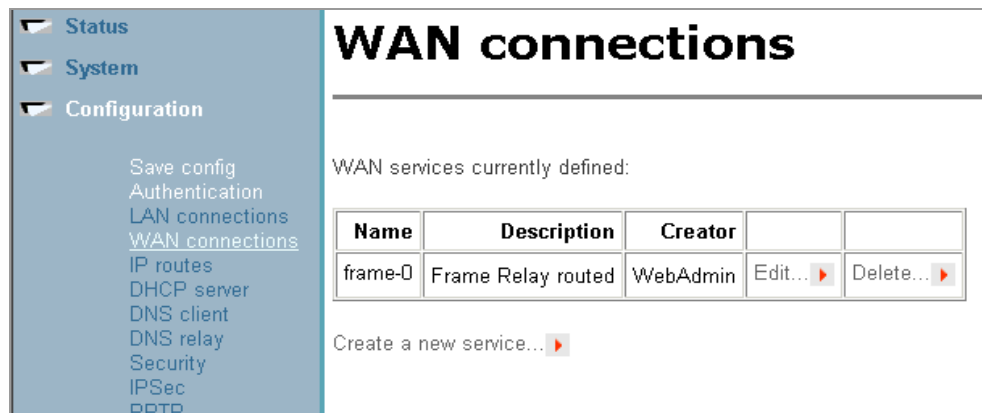 Status
System
Configuration
Save config
Authentication
LAN connections
WAN connections
IP routes
DHCP server
DNS client
DNS relay
Security
IPSec
PPTP
WAN connections
WAN services currently defined:
Name Description Creator
frame-0 Frame Relay routed WebAdmin Edit... Delete...
Create a new service...